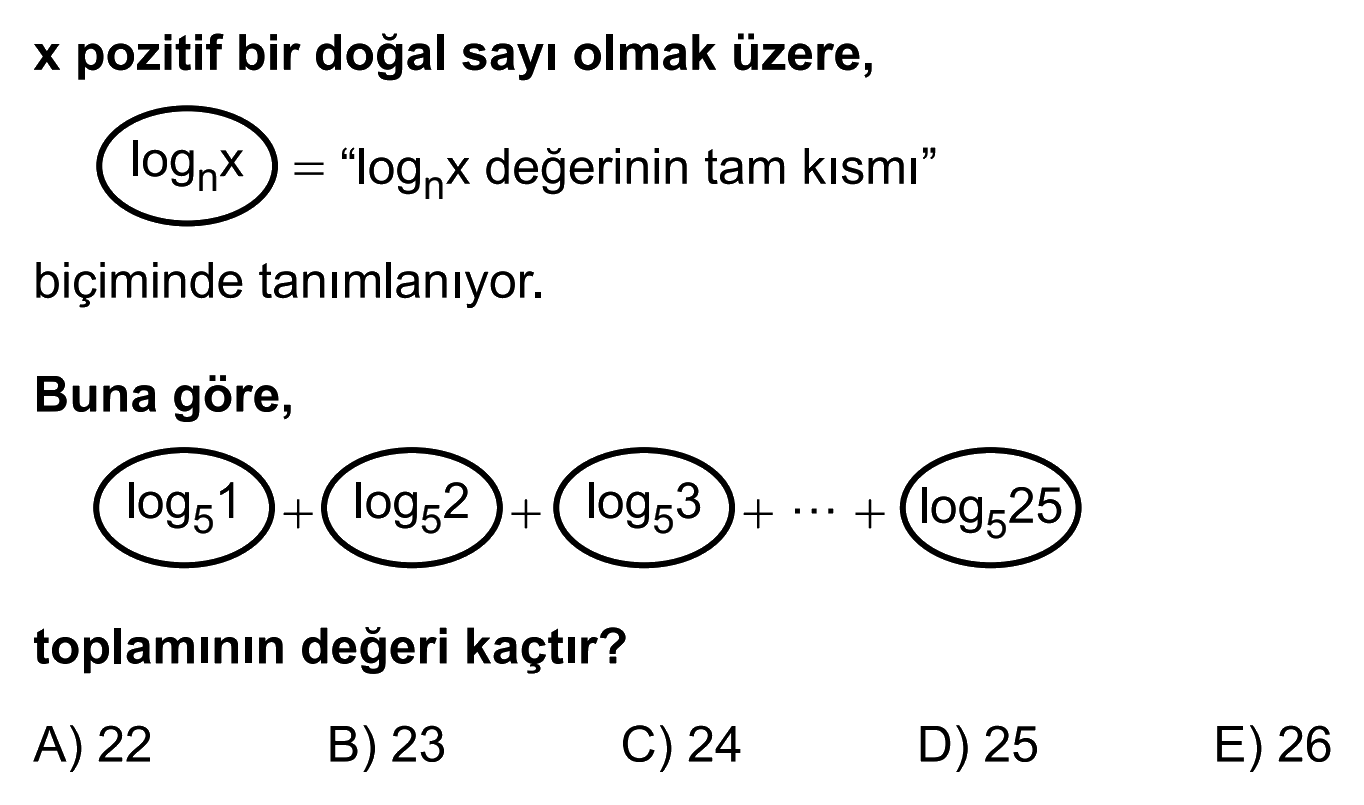 x pozitif bir doğal sayı olmak üzere,
logₙx = “logₙx değerinin tam kısmı”
biçiminde tanımlanıyor.
Buna göre,
log₅1 + log₅2 + log₅3 + ⋯ + log₅25
toplamının değeri kaçtır?
A) 22 B) 23 C) 24 D) 25 E) 26